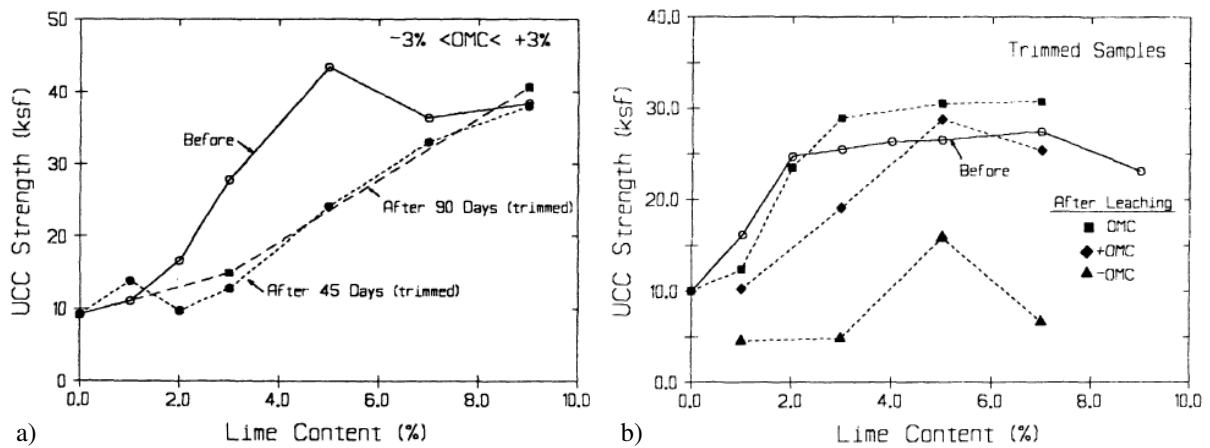 -3% <OMC< +3%
Before
After 90 Days (trimmed)
After 45 Days (trimmed)
UCC Strength (ksf)
50
40
30
20
10
0
0.0 2.0 4.0 6.0 8.0 10.0
Lime Content (%)
a)
Trimmed Samples
Before
After Leaching
OMC
+OMC
-OMC
UCC Strength (ksf)
40.0
30.0
20.0
10.0
0.0
0.0 2.0 4.0 6.0 8.0 10.0
Lime Content (%)
b)